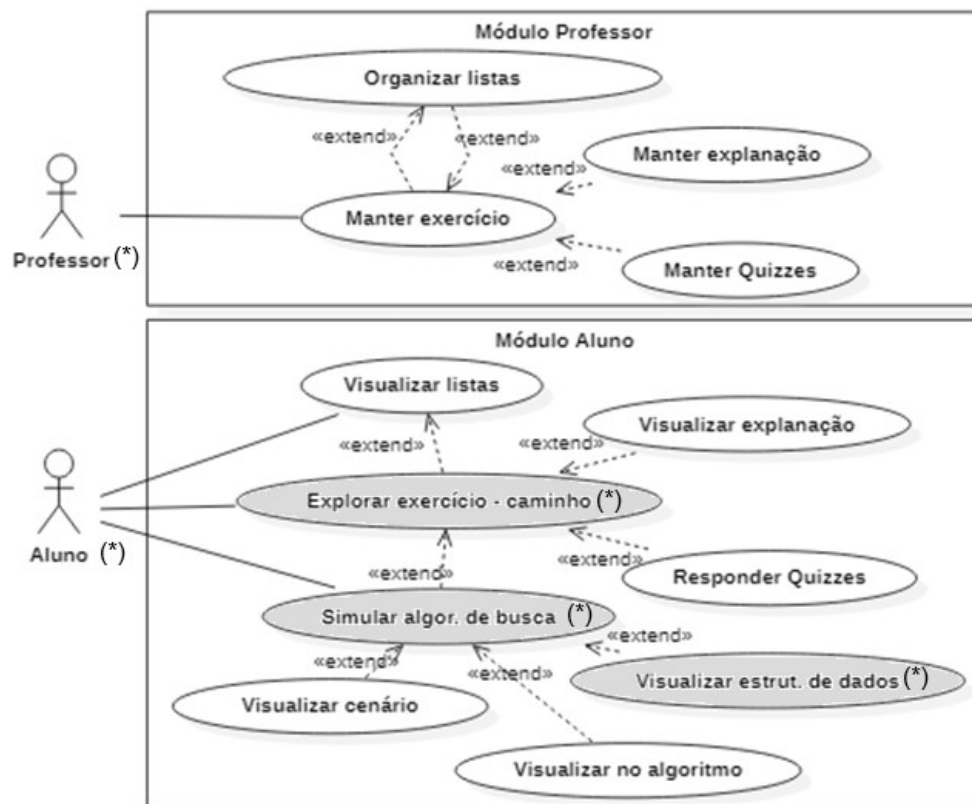 Módulo Professor
Organizar listas
«extend»
«extend»
Manter explanação
«extend»
Manter exercício
Professor (*)
«extend»
Manter Quizzes
Módulo Aluno
Visualizar listas
Visualizar explanação
«extend»
«extend»
Explorar exercício - caminho (*)
Aluno (*)
«extend»
«extend»
Responder Quizzes
Simular algor. de busca (*)
«extend»
«extend»
«extend»
Visualizar estrut. de dados (*)
Visualizar cenário
Visualizar no algoritmo